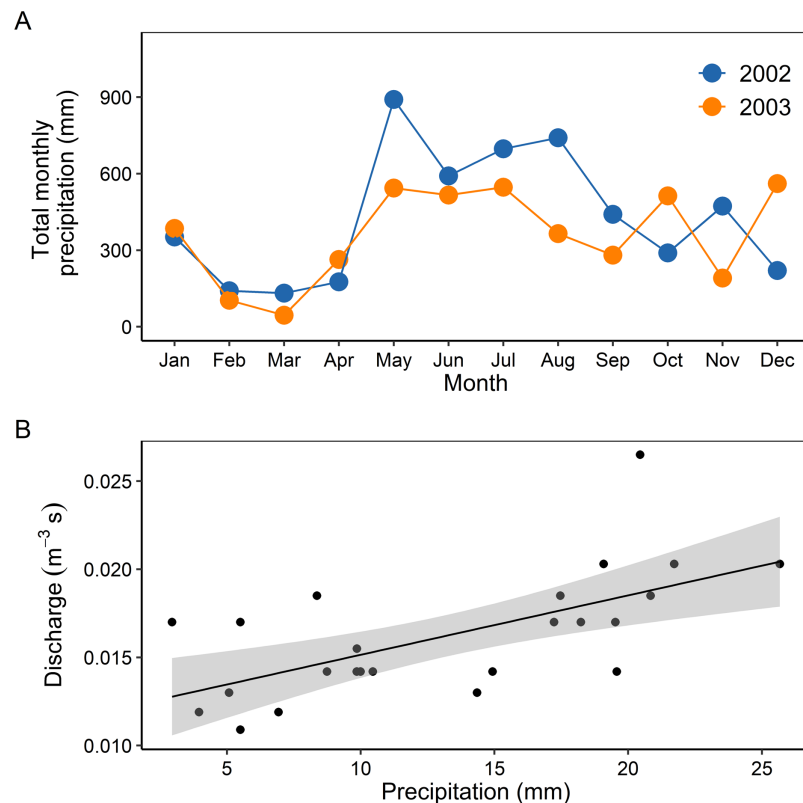 A
Total monthly
precipitation (mm)
900
600
300
0
2002
2003
Jan Feb Mar Apr May Jun Jul Aug Sep Oct Nov Dec
Month
B
Discharge (m⁻³ s)
0.025
0.020
0.015
0.010
5 10 15 20 25
Precipitation (mm)